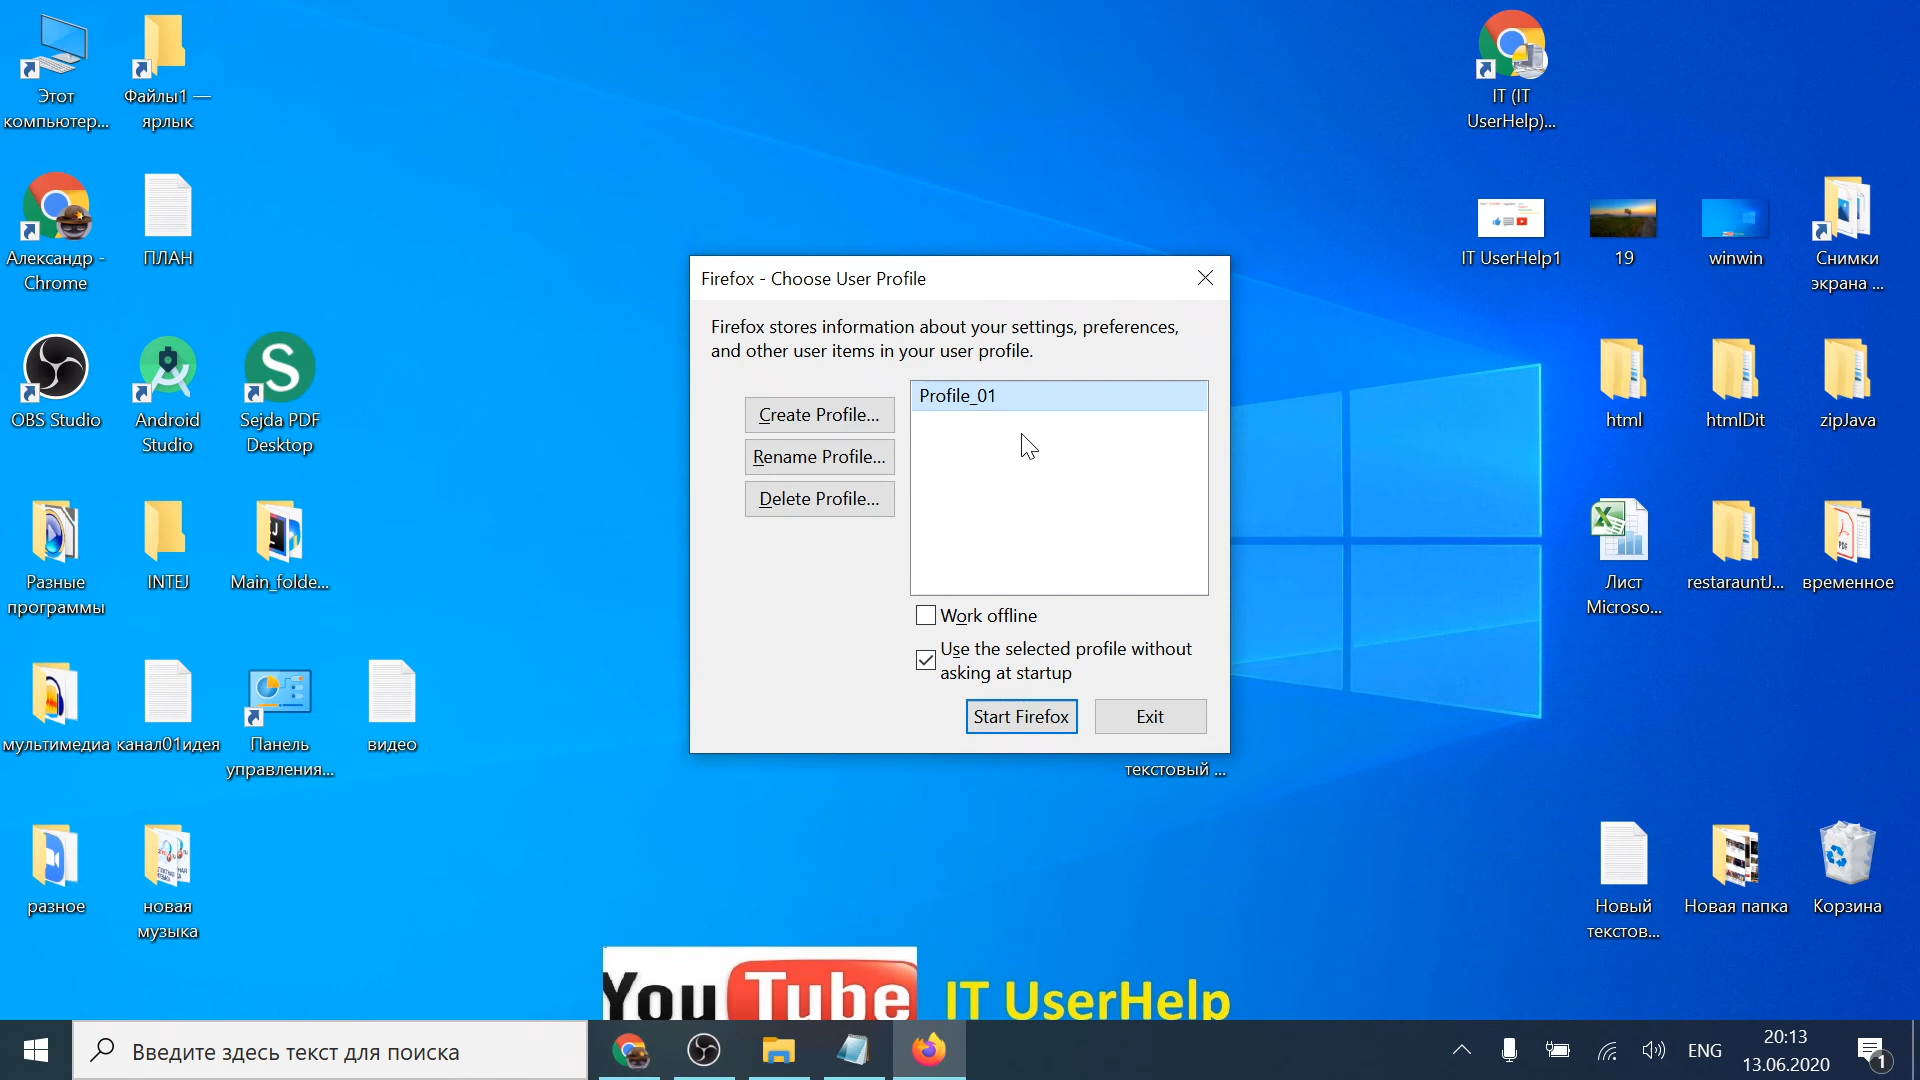 Этот
компьютер...
Файлы1 —
ярлык
IT (IT
UserHelp)...
Александр -
Chrome
ПЛАН
IT UserHelp1
19
winwin
Снимки
экрана ...
OBS Studio
Android
Studio
Sejda PDF
Desktop
html
htmlDit
zipJava
Разные
программы
INTEJ
Main_folde...
Лист
Microso...
restarauntJ...
временное
мультимедиа
канал01идея
Панель
управления...
видео
разное
новая
музыка
Новый
текстов...
Новая папка
Корзина
Firefox - Choose User Profile
Firefox stores information about your settings, preferences,
and other user items in your user profile.
Create Profile...
Rename Profile...
Delete Profile...
Profile_01
Work offline
Use the selected profile without
asking at startup
Start Firefox
Exit
текстовый ...
YouTube
IT UserHelp
Введите здесь текст для поиска
ENG
20:13
13.06.2020
1